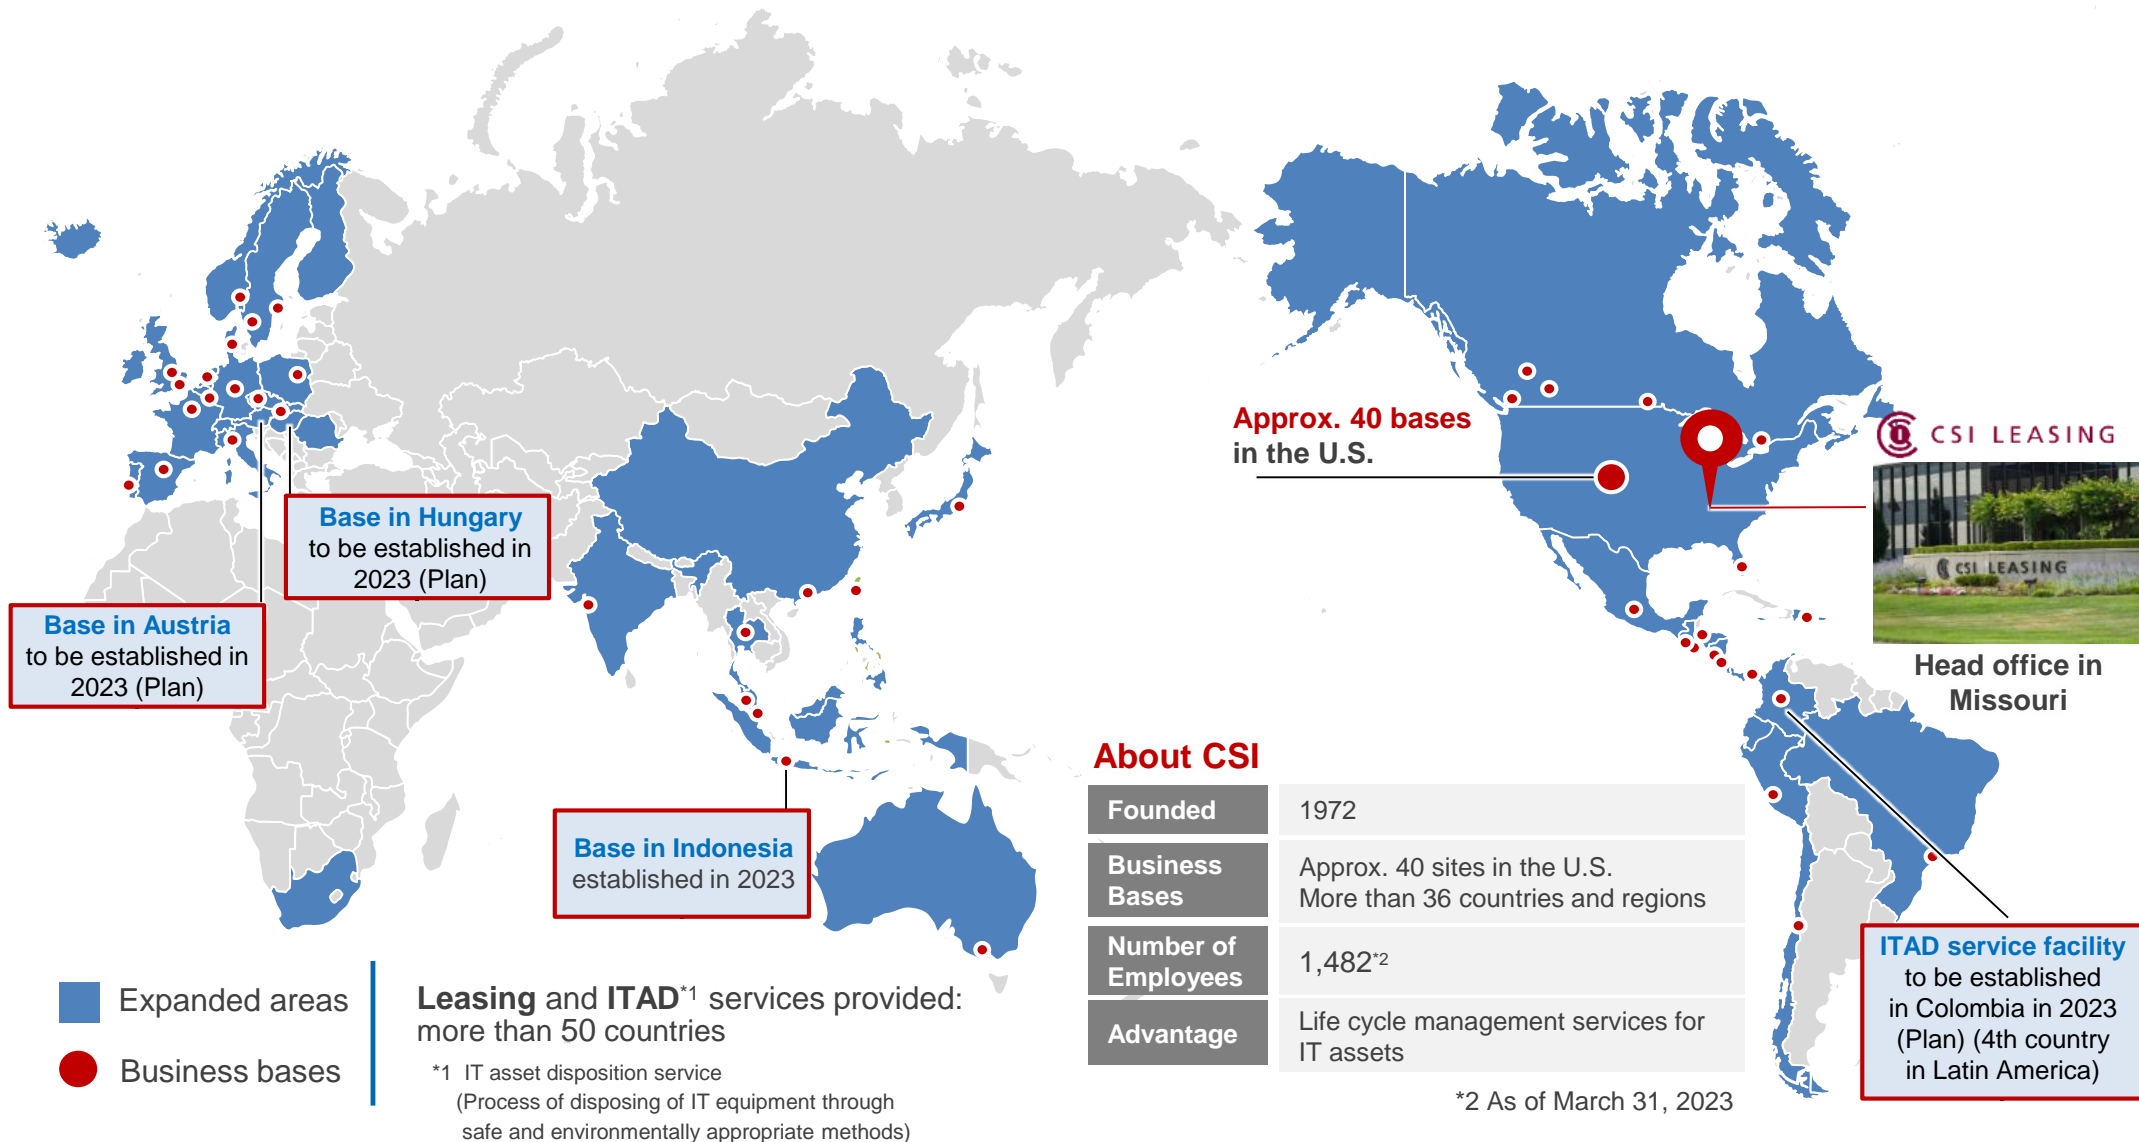 Approx. 40 bases
in the U.S.
CSI LEASING
CSI LEASING
Head office in
Missouri
Base in Hungary
to be established in
2023 (Plan)
Base in Austria
to be established in
2023 (Plan)
Base in Indonesia
established in 2023
ITAD service facility
to be established
in Colombia in 2023
(Plan) (4th country
in Latin America)
About CSI
Founded
1972
Business
Bases
Approx. 40 sites in the U.S.
More than 36 countries and regions
Number of
Employees
1,482*2
Advantage
Life cycle management services for
IT assets
*2 As of March 31, 2023
Expanded areas
Business bases
Leasing and ITAD*1 services provided:
more than 50 countries
*1 IT asset disposition service
(Process of disposing of IT equipment through
safe and environmentally appropriate methods)